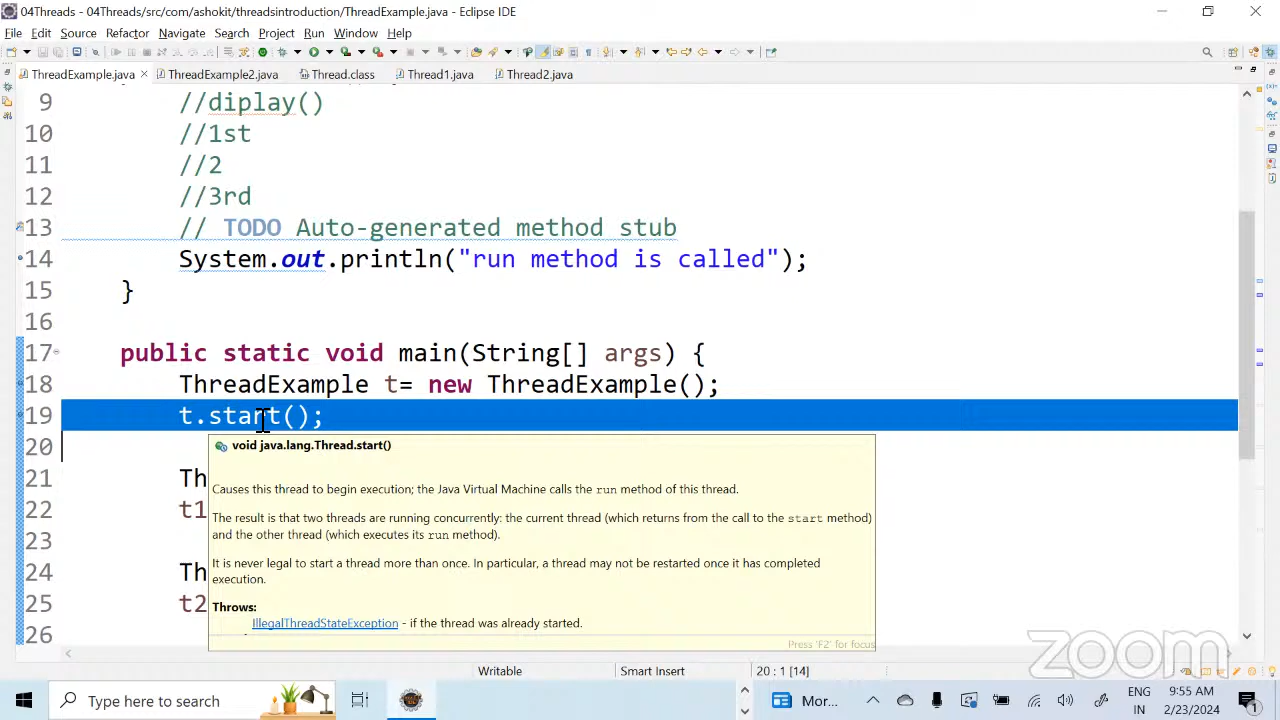 04Threads - 04Threads/src/com/ashokit/threadsintroduction/ThreadExample.java - Eclipse IDE
File Edit Source Refactor Navigate Search Project Run Window Help
ThreadExample.java ThreadExample2.java Thread.class Thread1.java Thread2.java
9 //diplay()
10 //1st
11 //2
12 //3rd
13 // TODO Auto-generated method stub
14 System.out.println("run method is called");
15 }
16
17 public static void main(String[] args) {
18 ThreadExample t= new ThreadExample();
19 t.start();
20
void java.lang.Thread.start()
21 Th
Causes this thread to begin execution; the Java Virtual Machine calls the run method of this thread.
22 t1
The result is that two threads are running concurrently: the current thread (which returns from the call to the start method)
and the other thread (which executes its run method).
23
It is never legal to start a thread more than once. In particular, a thread may not be restarted once it has completed
execution.
24 Th
25 t2
Throws:
IllegalThreadStateException - if the thread was already started.
26
Press 'F2' for focus
zoom
Writable Smart Insert 20 : 1 [14]
Type here to search
Mor...
ENG
IN
9:55 AM
2/23/2024
1